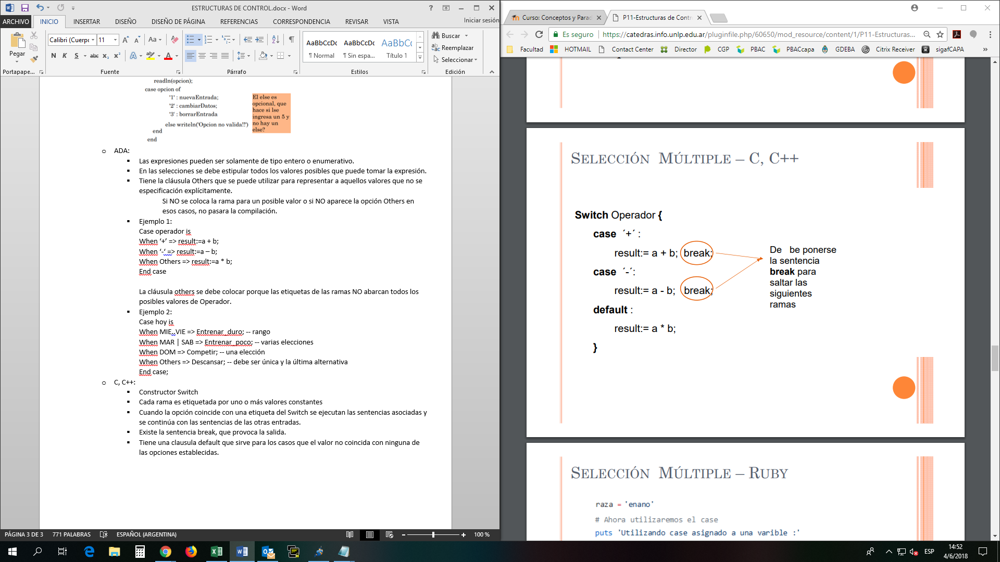 ESTRUCTURAS DE CONTROL.docx - Word
ARCHIVO INICIO INSERTAR DISEÑO DISEÑO DE PÁGINA REFERENCIAS CORRESPONDENCIA REVISAR VISTA Iniciar sesión
Pegar
Calibri (Cuerpo 11
N K S abc x₂ x²
AaBbCcDc AaBbCcDc AaBbCc
¶ Normal ¶ Sin espa... Título 1
Buscar
Reemplazar
Seleccionar
Portapape... Fuente Párrafo Estilos Edición
readln(opcion);
case opcion of
'1' : nuevaEntrada;
'2' : cambiarDatos;
'3' : borrarEntrada
else writeln('Opcion no valida!!')
end
end
El else es
opcional, que
hace si lse
ingresa un 5 y
no hay un
else?
o ADA:
▪ Las expresiones pueden ser solamente de tipo entero o enumerativo.
▪ En las selecciones se debe estipular todos los valores posibles que puede tomar la expresión.
▪ Tiene la cláusula Others que se puede utilizar para representar a aquellos valores que no se
especificación explícitamente.
Si NO se coloca la rama para un posible valor o si NO aparece la opción Others en
esos casos, no pasara la compilación.
▪ Ejemplo 1:
Case operador is
When ‘+’ => result:=a + b;
When ‘-‘ => result:=a – b;
When Others => result:=a * b;
End case
La cláusula others se debe colocar porque las etiquetas de las ramas NO abarcan todos los
posibles valores de Operador.
▪ Ejemplo 2:
Case hoy is
When MIE..VIE => Entrenar_duro; -- rango
When MAR | SAB => Entrenar_poco; -- varias elecciones
When DOM => Competir; -- una elección
When Others => Descansar; -- debe ser única y la última alternativa
End case;
o C, C++:
▪ Constructor Switch
▪ Cada rama es etiquetada por uno o más valores constantes
▪ Cuando la opción coincide con una etiqueta del Switch se ejecutan las sentencias asociadas y
se continúa con las sentencias de las otras entradas.
▪ Existe la sentencia break, que provoca la salida.
▪ Tiene una clausula default que sirve para los casos que el valor no coincida con ninguna de
las opciones establecidas.
PÁGINA 3 DE 3 771 PALABRAS ESPAÑOL (ARGENTINA) 100 %
Curso: Conceptos y Parad P11-Estructuras de Contr
Es seguro https://catedras.info.unlp.edu.ar/pluginfile.php/60650/mod_resource/content/1/P11-Estructuras...
Facultad HOTMAIL Contact Center Director CGP PBAC PBACcapa GDEBA Citrix Receiver sigafCAPA »
SELECCIÓN MÚLTIPLE – C, C++
Switch Operador {
case ´+´ :
result:= a + b; break;
case ´-´:
result:= a - b; break;
default :
result:= a * b;
}
De be ponerse
la sentencia
break para
saltar las
siguientes
ramas
SELECCIÓN MÚLTIPLE – RUBY
raza = 'enano'
# Ahora utilizaremos el case
puts 'Utilizando case asignado a una varible :'
ESP
14:52
4/6/2018